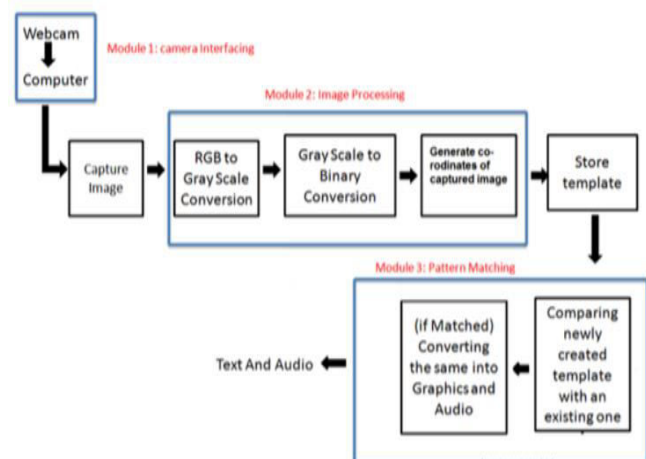 Webcam
Module 1: camera Interfacing
Computer
Module 2: Image Processing
Capture
Image
RGB to
Gray Scale
Conversion
Gray Scale to
Binary
Conversion
Generate co-
rodinates of
captured image
Store
template
Module 3: Pattern Matching
Comparing
newly
created
template
with an
existing one
(if Matched)
Converting
the same into
Graphics and
Audio
Text And Audio